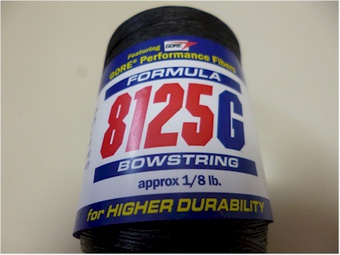 Featuring GORE
GORE® Performance Fibers
FORMULA
8125G
BOWSTRING
approx 1/8 lb.
for HIGHER DURABILITY